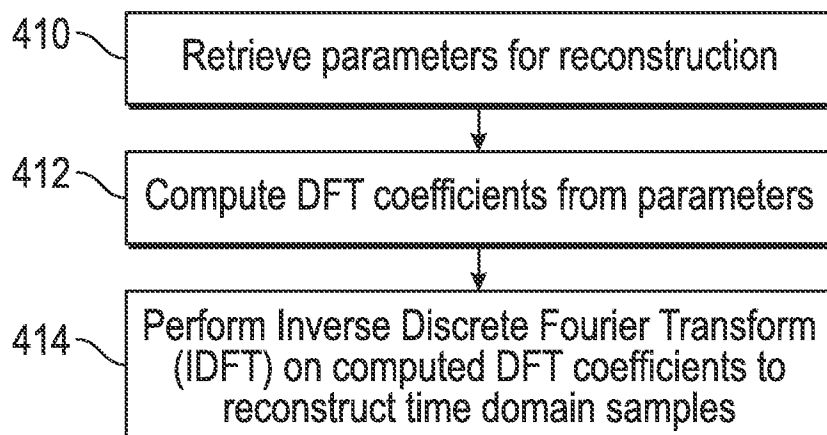 410
Retrieve parameters for reconstruction
412
Compute DFT coefficients from parameters
414
Perform Inverse Discrete Fourier Transform
(IDFT) on computed DFT coefficients to
reconstruct time domain samples